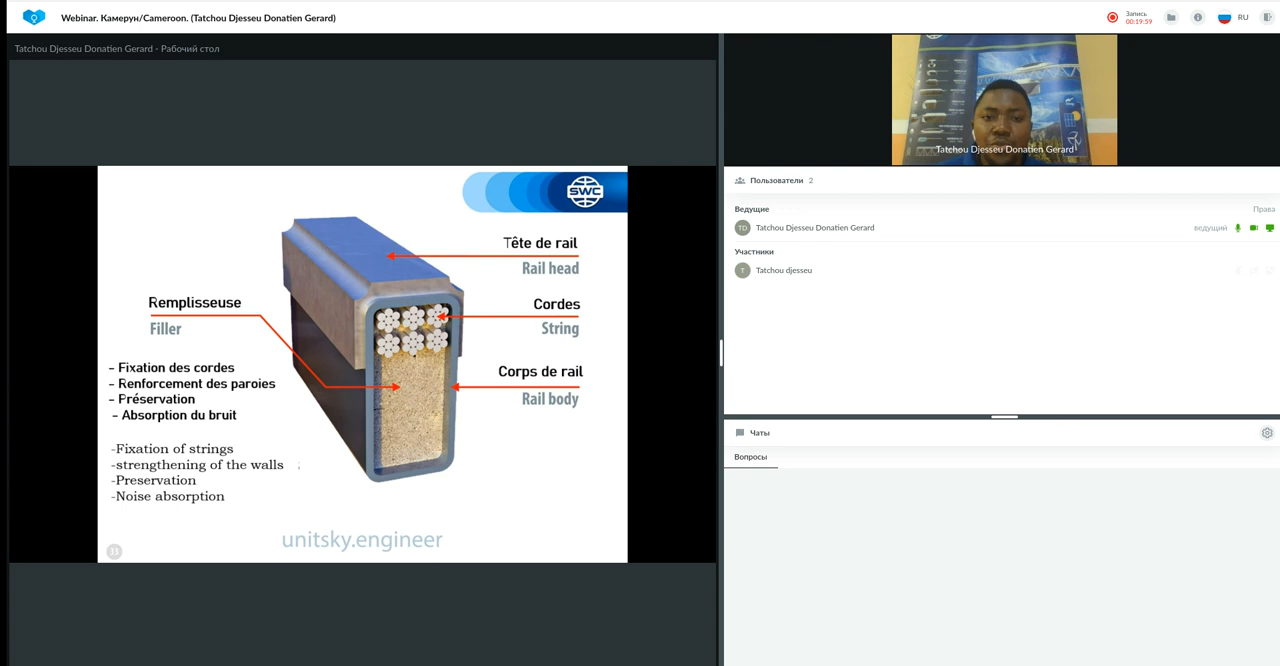 Webinar. Камерун/Cameroon. (Tatchou Djesseu Donatien Gerard)
Запись
00:19:59
RU
Tatchou Djesseu Donatien Gerard - Рабочий стол
SWC
Tête de rail
Rail head
Remplisseuse
Filler
Cordes
String
Corps de rail
Rail body
– Fixation des cordes
– Renforcement des paroies
– Préservation
– Absorption du bruit
-Fixation of strings
-strengthening of the walls ;
-Preservation
-Noise absorption
unitsky.engineer
33
Tatchou Djesseu Donatien Gerard
Пользователи 2
Ведущие
Права
TD
Tatchou Djesseu Donatien Gerard
ведущий
Участники
T
Tatchou djesseu
Чаты
Вопросы